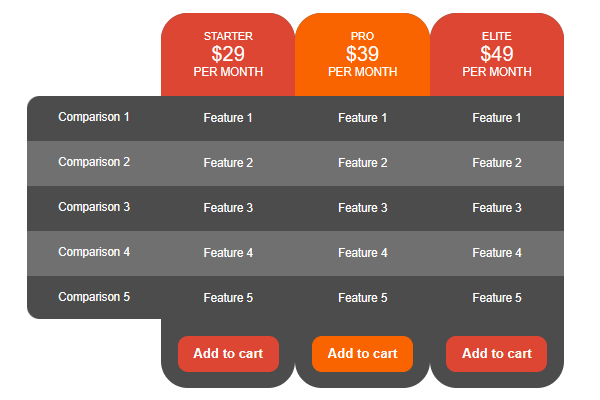 STARTER
$29
PER MONTH
PRO
$39
PER MONTH
ELITE
$49
PER MONTH
Comparison 1 Feature 1 Feature 1 Feature 1
Comparison 2 Feature 2 Feature 2 Feature 2
Comparison 3 Feature 3 Feature 3 Feature 3
Comparison 4 Feature 4 Feature 4 Feature 4
Comparison 5 Feature 5 Feature 5 Feature 5
Add to cart Add to cart Add to cart